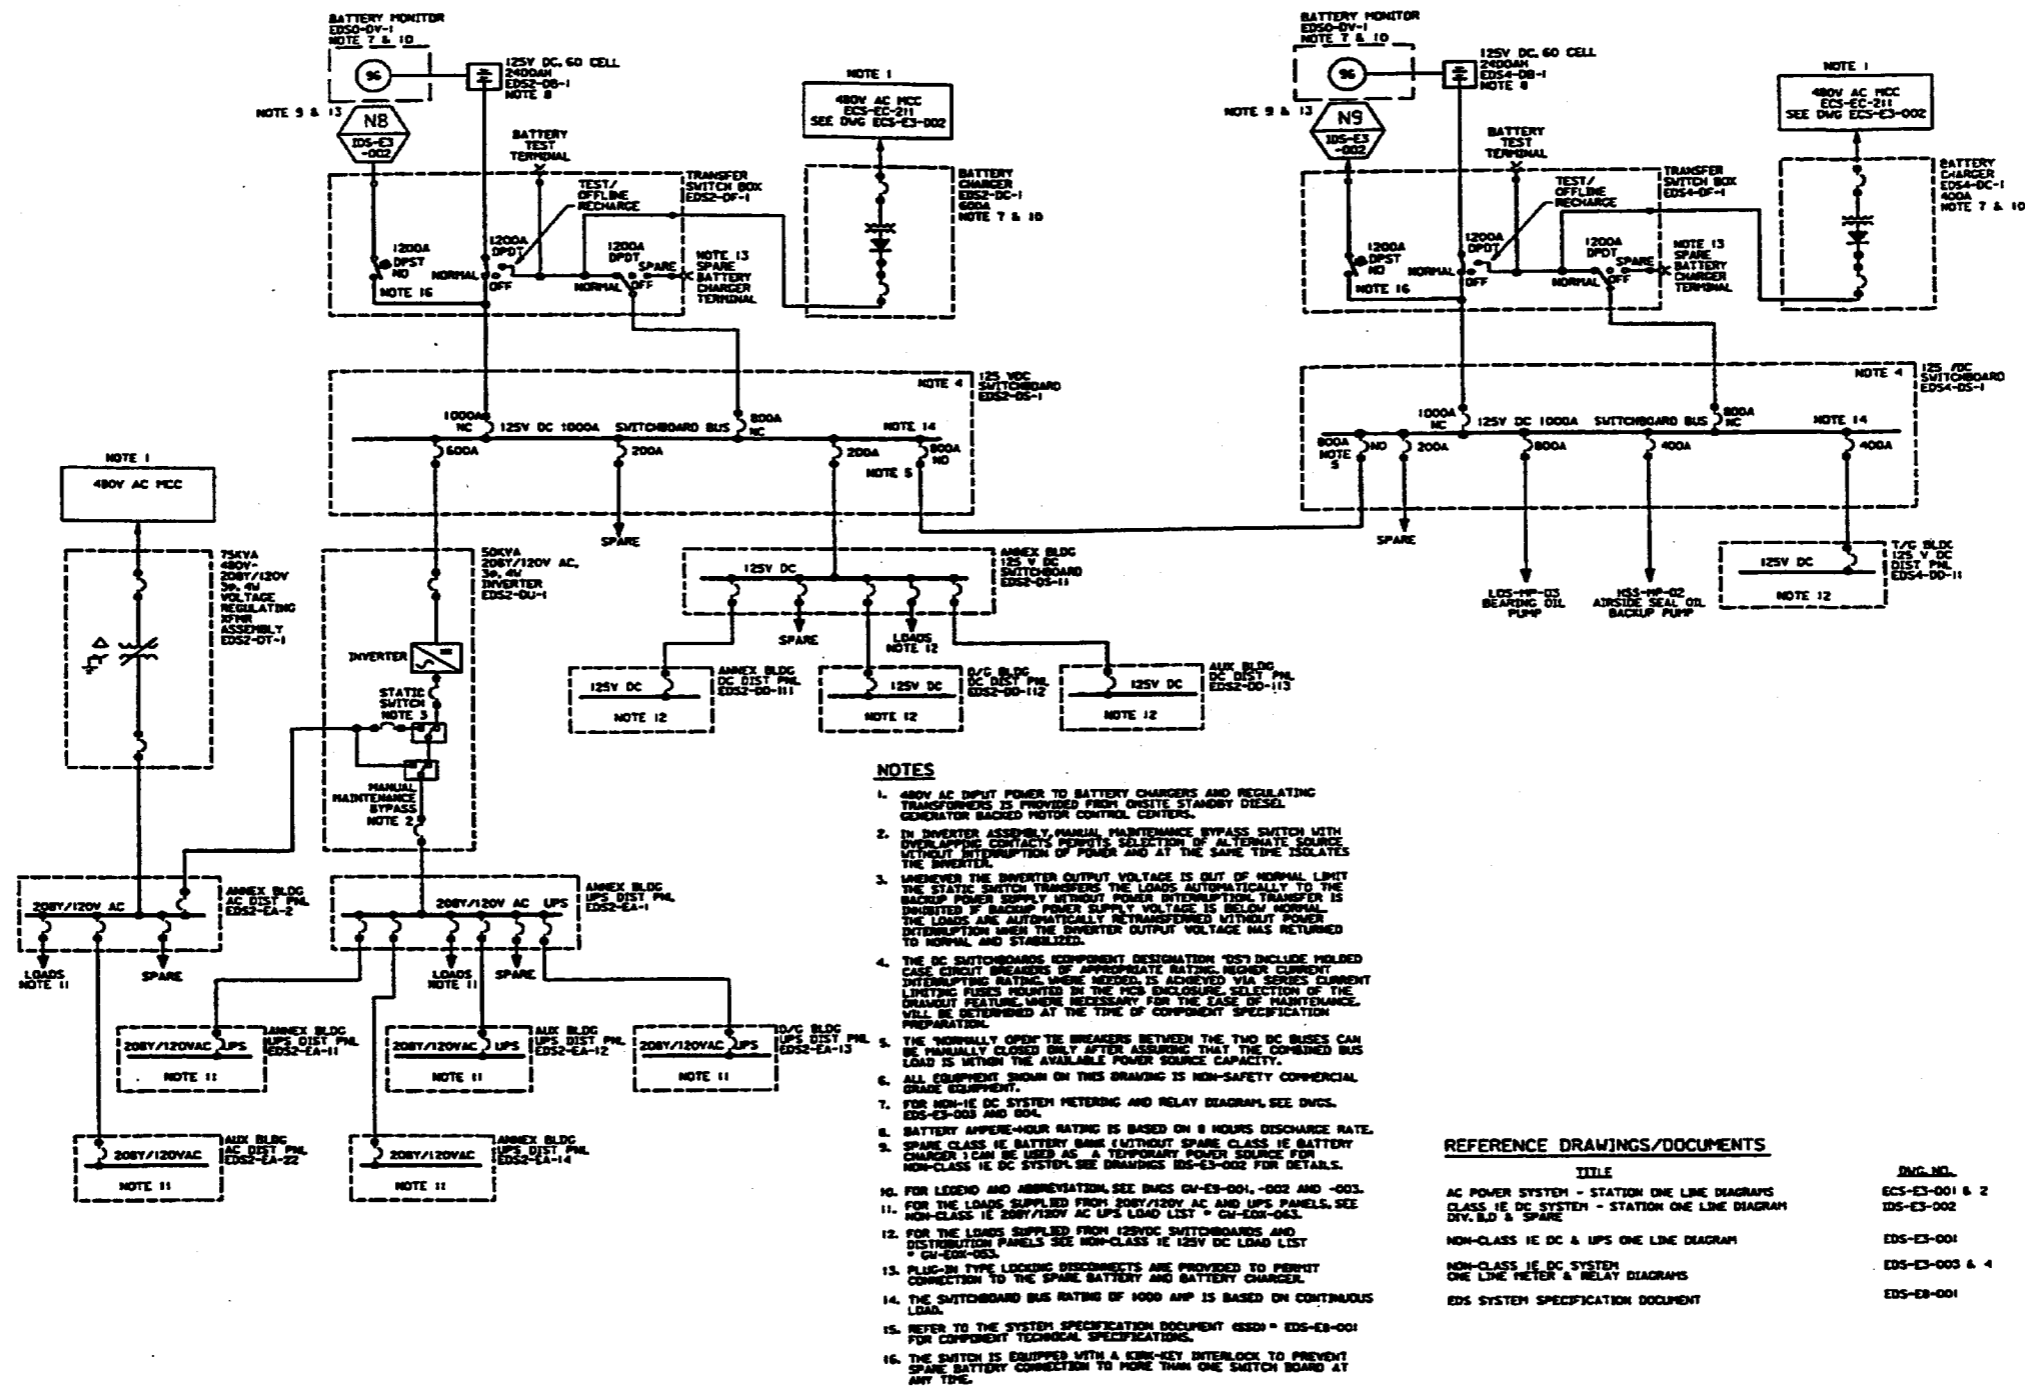 BATTERY MONITOR
EDS0-DV-1
NOTE 7 & 10
96
125V DC, 60 CELL
2400AH
EDS2-DB-1
NOTE 8
NOTE 9 & 13
N8
IDS-E3
-002
BATTERY
TEST
TERMINAL
NOTE 1
480V AC MCC
ECS-EC-211
SEE DWG ECS-E3-002
TRANSFER
SWITCH BOX
EDS2-DF-1
TEST/
OFFLINE
RECHARGE
BATTERY
CHARGER
EDS2-DC-1
600A
NOTE 7 & 10
1200A
DPST
NO
NOTE 16
1200A
DPDT
NORMAL
OFF
1200A
DPDT
SPARE
NORMAL
OFF
NOTE 13
SPARE
BATTERY
CHARGER
TERMINAL
NOTE 4
125 VDC
SWITCHBOARD
EDS2-DS-1
1000A
NC
125V DC 1000A SWITCHBOARD BUS
800A
NC
NOTE 14
600A
200A
200A
800A
NO
NOTE 5
SPARE
BATTERY MONITOR
EDS0-DV-1
NOTE 7 & 10
96
125V DC, 60 CELL
2400AH
EDS4-DB-1
NOTE 8
NOTE 9 & 13
N9
IDS-E3
-002
BATTERY
TEST
TERMINAL
NOTE 1
480V AC MCC
ECS-EC-211
SEE DWG ECS-E3-002
TRANSFER
SWITCH BOX
EDS4-DF-1
TEST/
OFFLINE
RECHARGE
BATTERY
CHARGER
EDS4-DC-1
400A
NOTE 7 & 10
1200A
DPST
NO
NOTE 16
1200A
DPDT
NORMAL
OFF
1200A
DPDT
SPARE
NORMAL
OFF
NOTE 13
SPARE
BATTERY
CHARGER
TERMINAL
NOTE 4
125 VDC
SWITCHBOARD
EDS4-DS-1
1000A
NC
125V DC 1000A SWITCHBOARD BUS
800A
NC
NOTE 14
800A
NOTE
5
NO
200A
800A
400A
400A
SPARE
BEARING OIL
PUMP
AIRSIDE SEAL OIL
BACKUP PUMP
125V DC
NOTE 12
T/G BLDG
125 V DC
DIST PNL
EDS4-DD-11
NOTE 1
480V AC MCC
75KVA
480V-
208Y/120V
3φ, 4W
VOLTAGE
REGULATING
XFMR
ASSEMBLY
EDS2-DT-1
50KVA
208Y/120V AC,
3φ, 4W
INVERTER
EDS2-DU-1
INVERTER
STATIC
SWITCH
NOTE 3
MANUAL
MAINTENANCE
BYPASS
NOTE 2
125V DC
ANNEX BLDG
125 V DC
SWITCHBOARD
EDS2-DS-11
SPARE
LOADS
NOTE 12
125V DC
NOTE 12
ANNEX BLDG
DC DIST PNL
EDS2-DD-111
125V DC
NOTE 12
D/G BLDG
DC DIST PNL
EDS2-DD-112
125V DC
NOTE 12
AUX BLDG
DC DIST PNL
EDS2-DD-113
208Y/120V AC
ANNEX BLDG
AC DIST PNL
EDS2-EA-2
LOADS
NOTE 11
SPARE
208Y/120V AC UPS
ANNEX BLDG
UPS DIST PNL
EDS2-EA-1
LOADS
NOTE 11
SPARE
208Y/120VAC UPS
NOTE 11
ANNEX BLDG
UPS DIST PNL
EDS2-EA-11
208Y/120VAC UPS
NOTE 11
AUX BLDG
UPS DIST PNL
EDS2-EA-12
208Y/120VAC UPS
NOTE 11
D/G BLDG
UPS DIST PNL
EDS2-EA-13
208Y/120VAC
NOTE 11
AUX BLDG
AC DIST PNL
EDS2-EA-22
208Y/120VAC
NOTE 11
ANNEX BLDG
UPS DIST PNL
EDS2-EA-14
NOTES
1. 480V AC INPUT POWER TO BATTERY CHARGERS AND REGULATING
TRANSFORMERS IS PROVIDED FROM ONSITE STANDBY DIESEL
GENERATOR BACKED MOTOR CONTROL CENTERS.
2. IN INVERTER ASSEMBLY, MANUAL MAINTENANCE BYPASS SWITCH WITH
OVERLAPPING CONTACTS PERMITS SELECTION OF ALTERNATE SOURCE
WITHOUT INTERRUPTION OF POWER AND AT THE SAME TIME ISOLATES
THE INVERTER.
3. WHENEVER THE INVERTER OUTPUT VOLTAGE IS OUT OF NORMAL LIMIT
THE STATIC SWITCH TRANSFERS THE LOADS AUTOMATICALLY TO THE
BACKUP POWER SUPPLY WITHOUT POWER INTERRUPTION. TRANSFER IS
INHIBITED IF BACKUP POWER SUPPLY VOLTAGE IS BELOW NORMAL.
THE LOADS ARE AUTOMATICALLY RETRANSFERRED WITHOUT POWER
INTERRUPTION WHEN THE INVERTER OUTPUT VOLTAGE HAS RETURNED
TO NORMAL AND STABILIZED.
4. THE DC SWITCHBOARDS (COMPONENT DESIGNATION "DS") INCLUDE MOLDED
CASE CIRCUIT BREAKERS OF APPROPRIATE RATING. HIGHER CURRENT
INTERRUPTING RATING, WHERE NEEDED, IS ACHIEVED VIA SERIES CURRENT
LIMITING FUSES MOUNTED IN THE MCB ENCLOSURE. SELECTION OF THE
DRAWOUT FEATURE, WHERE NECESSARY FOR THE EASE OF MAINTENANCE,
WILL BE DETERMINED AT THE TIME OF COMPONENT SPECIFICATION
PREPARATION.
5. THE "NORMALLY OPEN" TIE BREAKERS BETWEEN THE TWO DC BUSES CAN
BE MANUALLY CLOSED ONLY AFTER ASSURING THAT THE COMBINED BUS
LOAD IS WITHIN THE AVAILABLE POWER SOURCE CAPACITY.
6. ALL EQUIPMENT SHOWN ON THIS DRAWING IS NON-SAFETY COMMERCIAL
GRADE EQUIPMENT.
7. FOR NON-1E DC SYSTEM METERING AND RELAY DIAGRAM, SEE DWGS.
EDS-E3-003 AND 004.
8. BATTERY AMPERE-HOUR RATING IS BASED ON 8 HOURS DISCHARGE RATE.
9. SPARE CLASS 1E BATTERY BANK (WITHOUT SPARE CLASS 1E BATTERY
CHARGER) CAN BE USED AS A TEMPORARY POWER SOURCE FOR
NON-CLASS 1E DC SYSTEM. SEE DRAWINGS IDS-E3-002 FOR DETAILS.
10. FOR LEGEND AND ABBREVIATION, SEE DWGS GW-E9-001, -002 AND -003.
11. FOR THE LOADS SUPPLIED FROM 208Y/120V AC AND UPS PANELS, SEE
NON-CLASS 1E 208Y/120V AC UPS LOAD LIST
12. FOR THE LOADS SUPPLIED FROM 125VDC SWITCHBOARDS AND
DISTRIBUTION PANELS SEE NON-CLASS 1E 125V DC LOAD LIST
13. PLUG-IN TYPE LOCKING DISCONNECTS ARE PROVIDED TO PERMIT
CONNECTION TO THE SPARE BATTERY AND BATTERY CHARGER.
14. THE SWITCHBOARD BUS RATING OF 1000 AMP IS BASED ON CONTINUOUS
LOAD.
15. REFER TO THE SYSTEM SPECIFICATION DOCUMENT (SSD) EDS-E8-001
FOR COMPONENT TECHNICAL SPECIFICATIONS.
16. THE SWITCH IS EQUIPPED WITH A KIRK-KEY INTERLOCK TO PREVENT
SPARE BATTERY CONNECTION TO MORE THAN ONE SWITCH BOARD AT
ANY TIME.
REFERENCE DRAWINGS/DOCUMENTS
TITLE DWG. NO.
AC POWER SYSTEM - STATION ONE LINE DIAGRAMS ECS-E3-001 & 2
CLASS 1E DC SYSTEM - STATION ONE LINE DIAGRAM IDS-E3-002
DIV. B,D & SPARE
NON-CLASS 1E DC & UPS ONE LINE DIAGRAM EDS-E3-001
NON-CLASS 1E DC SYSTEM EDS-E3-003 & 4
ONE LINE METER & RELAY DIAGRAMS
EDS SYSTEM SPECIFICATION DOCUMENT EDS-E8-001